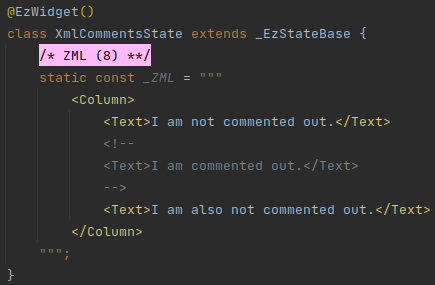 @EzWidget()
class XmlCommentsState extends _EzStateBase {
    /* ZML (8) **/
    static const _ZML = """
        <Column>
            <Text>I am not commented out.</Text>
            <!--
            <Text>I am commented out.</Text>
            -->
            <Text>I am also not commented out.</Text>
        </Column>
    """;
}